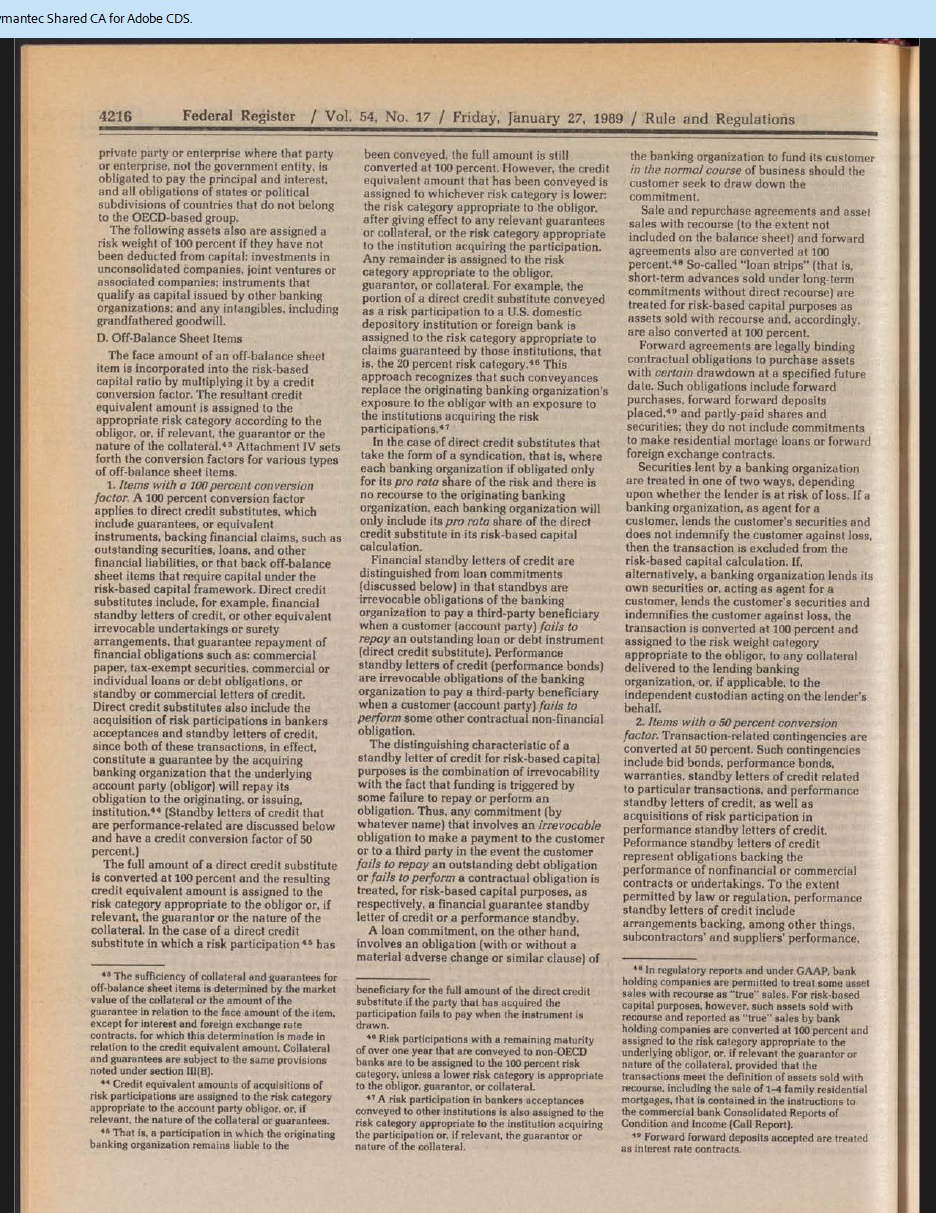 ymantec Shared CA for Adobe CDS.
4216 Federal Register / Vol. 54, No. 17 / Friday, January 27, 1989 / Rule and Regulations
private party or enterprise where that party
or enterprise, not the government entity, is
obligated to pay the principal and interest,
and all obligations of states or political
subdivisions of countries that do not belong
to the OECD-based group.
The following assets also are assigned a
risk weight of 100 percent if they have not
been deducted from capital: investments in
unconsolidated companies, joint ventures or
associated companies; instruments that
qualify as capital issued by other banking
organizations; and any intangibles, including
grandfathered goodwill.
D. Off-Balance Sheet Items
The face amount of an off-balance sheet
item is incorporated into the risk-based
capital ratio by multiplying it by a credit
conversion factor. The resultant credit
equivalent amount is assigned to the
appropriate risk category according to the
obligor, or, if relevant, the guarantor or the
nature of the collateral.⁴³ Attachment IV sets
forth the conversion factors for various types
of off-balance sheet items.
1. Items with a 100 percent conversion
factor. A 100 percent conversion factor
applies to direct credit substitutes, which
include guarantees, or equivalent
instruments, backing financial claims, such as
outstanding securities, loans, and other
financial liabilities, or that back off-balance
sheet items that require capital under the
risk-based capital framework. Direct credit
substitutes include, for example, financial
standby letters of credit, or other equivalent
irrevocable undertakings or surety
arrangements, that guarantee repayment of
financial obligations such as: commercial
paper, tax-exempt securities, commercial or
individual loans or debt obligations, or
standby or commercial letters of credit.
Direct credit substitutes also include the
acquisition of risk participations in bankers
acceptances and standby letters of credit,
since both of these transactions, in effect,
constitute a guarantee by the acquiring
banking organization that the underlying
account party (obligor) will repay its
obligation to the originating, or issuing,
institution.⁴⁴ (Standby letters of credit that
are performance-related are discussed below
and have a credit conversion factor of 50
percent.)
The full amount of a direct credit substitute
is converted at 100 percent and the resulting
credit equivalent amount is assigned to the
risk category appropriate to the obligor or, if
relevant, the guarantor or the nature of the
collateral. In the case of a direct credit
substitute in which a risk participation ⁴⁵ has
⁴³ The sufficiency of collateral and guarantees for
off-balance sheet items is determined by the market
value of the collateral or the amount of the
guarantee in relation to the face amount of the item,
except for interest and foreign exchange rate
contracts, for which this determination is made in
relation to the credit equivalent amount. Collateral
and guarantees are subject to the same provisions
noted under section III(B).
⁴⁴ Credit equivalent amounts of acquisitions of
risk participations are assigned to the risk category
appropriate to the account party obligor, or, if
relevant, the nature of the collateral or guarantees.
⁴⁵ That is, a participation in which the originating
banking organization remains liable to the
been conveyed, the full amount is still
converted at 100 percent. However, the credit
equivalent amount that has been conveyed is
assigned to whichever risk category is lower:
the risk category appropriate to the obligor,
after giving effect to any relevant guarantees
or collateral, or the risk category appropriate
to the institution acquiring the participation.
Any remainder is assigned to the risk
category appropriate to the obligor,
guarantor, or collateral. For example, the
portion of a direct credit substitute conveyed
as a risk participation to a U.S. domestic
depository institution or foreign bank is
assigned to the risk category appropriate to
claims guaranteed by those institutions, that
is, the 20 percent risk category.⁴⁶ This
approach recognizes that such conveyances
replace the originating banking organization's
exposure to the obligor with an exposure to
the institutions acquiring the risk
participations.⁴⁷
In the case of direct credit substitutes that
take the form of a syndication, that is, where
each banking organization if obligated only
for its pro rata share of the risk and there is
no recourse to the originating banking
organization, each banking organization will
only include its pro rata share of the direct
credit substitute in its risk-based capital
calculation.
Financial standby letters of credit are
distinguished from loan commitments
(discussed below) in that standbys are
irrevocable obligations of the banking
organization to pay a third-party beneficiary
when a customer (account party) fails to
repay an outstanding loan or debt instrument
(direct credit substitute). Performance
standby letters of credit (performance bonds)
are irrevocable obligations of the banking
organization to pay a third-party beneficiary
when a customer (account party) fails to
perform some other contractual non-financial
obligation.
The distinguishing characteristic of a
standby letter of credit for risk-based capital
purposes is the combination of irrevocability
with the fact that funding is triggered by
some failure to repay or perform an
obligation. Thus, any commitment (by
whatever name) that involves an irrevocable
obligation to make a payment to the customer
or to a third party in the event the customer
fails to repay an outstanding debt obligation
or fails to perform a contractual obligation is
treated, for risk-based capital purposes, as
respectively, a financial guarantee standby
letter of credit or a performance standby.
A loan commitment, on the other hand,
involves an obligation (with or without a
material adverse change or similar clause) of
beneficiary for the full amount of the direct credit
substitute if the party that has acquired the
participation fails to pay when the instrument is
drawn.
⁴⁶ Risk participations with a remaining maturity
of over one year that are conveyed to non-OECD
banks are to be assigned to the 100 percent risk
category, unless a lower risk category is appropriate
to the obligor, guarantor, or collateral.
⁴⁷ A risk participation in bankers acceptances
conveyed to other institutions is also assigned to the
risk category appropriate to the institution acquiring
the participation or, if relevant, the guarantor or
nature of the collateral.
the banking organization to fund its customer
in the normal course of business should the
customer seek to draw down the
commitment.
Sale and repurchase agreements and asset
sales with recourse (to the extent not
included on the balance sheet) and forward
agreements also are converted at 100
percent.⁴⁸ So-called "loan strips" (that is,
short-term advances sold under long-term
commitments without direct recourse) are
treated for risk-based capital purposes as
assets sold with recourse and, accordingly,
are also converted at 100 percent.
Forward agreements are legally binding
contractual obligations to purchase assets
with certain drawdown at a specified future
date. Such obligations include forward
purchases, forward forward deposits
placed,⁴⁹ and partly-paid shares and
securities; they do not include commitments
to make residential mortage loans or forward
foreign exchange contracts.
Securities lent by a banking organization
are treated in one of two ways, depending
upon whether the lender is at risk of loss. If a
banking organization, as agent for a
customer, lends the customer's securities and
does not indemnify the customer against loss,
then the transaction is excluded from the
risk-based capital calculation. If,
alternatively, a banking organization lends its
own securities or, acting as agent for a
customer, lends the customer's securities and
indemnifies the customer against loss, the
transaction is converted at 100 percent and
assigned to the risk weight category
appropriate to the obligor, to any collateral
delivered to the lending banking
organization, or, if applicable, to the
independent custodian acting on the lender's
behalf.
2. Items with a 50 percent conversion
factor. Transaction-related contingencies are
converted at 50 percent. Such contingencies
include bid bonds, performance bonds,
warranties, standby letters of credit related
to particular transactions, and performance
standby letters of credit, as well as
acquisitions of risk participation in
performance standby letters of credit.
Peformance standby letters of credit
represent obligations backing the
performance of nonfinancial or commercial
contracts or undertakings. To the extent
permitted by law or regulation, performance
standby letters of credit include
arrangements backing, among other things,
subcontractors' and suppliers' performance,
⁴⁸ In regulatory reports and under GAAP, bank
holding companies are permitted to treat some asset
sales with recourse as "true" sales. For risk-based
capital purposes, however, such assets sold with
recourse and reported as "true" sales by bank
holding companies are converted at 100 percent and
assigned to the risk category appropriate to the
underlying obligor, or, if relevant the guarantor or
nature of the collateral, provided that the
transactions meet the definition of assets sold with
recourse, including the sale of 1–4 family residential
mortgages, that is contained in the instructions to
the commercial bank Consolidated Reports of
Condition and Income (Call Report).
⁴⁹ Forward forward deposits accepted are treated
as interest rate contracts.